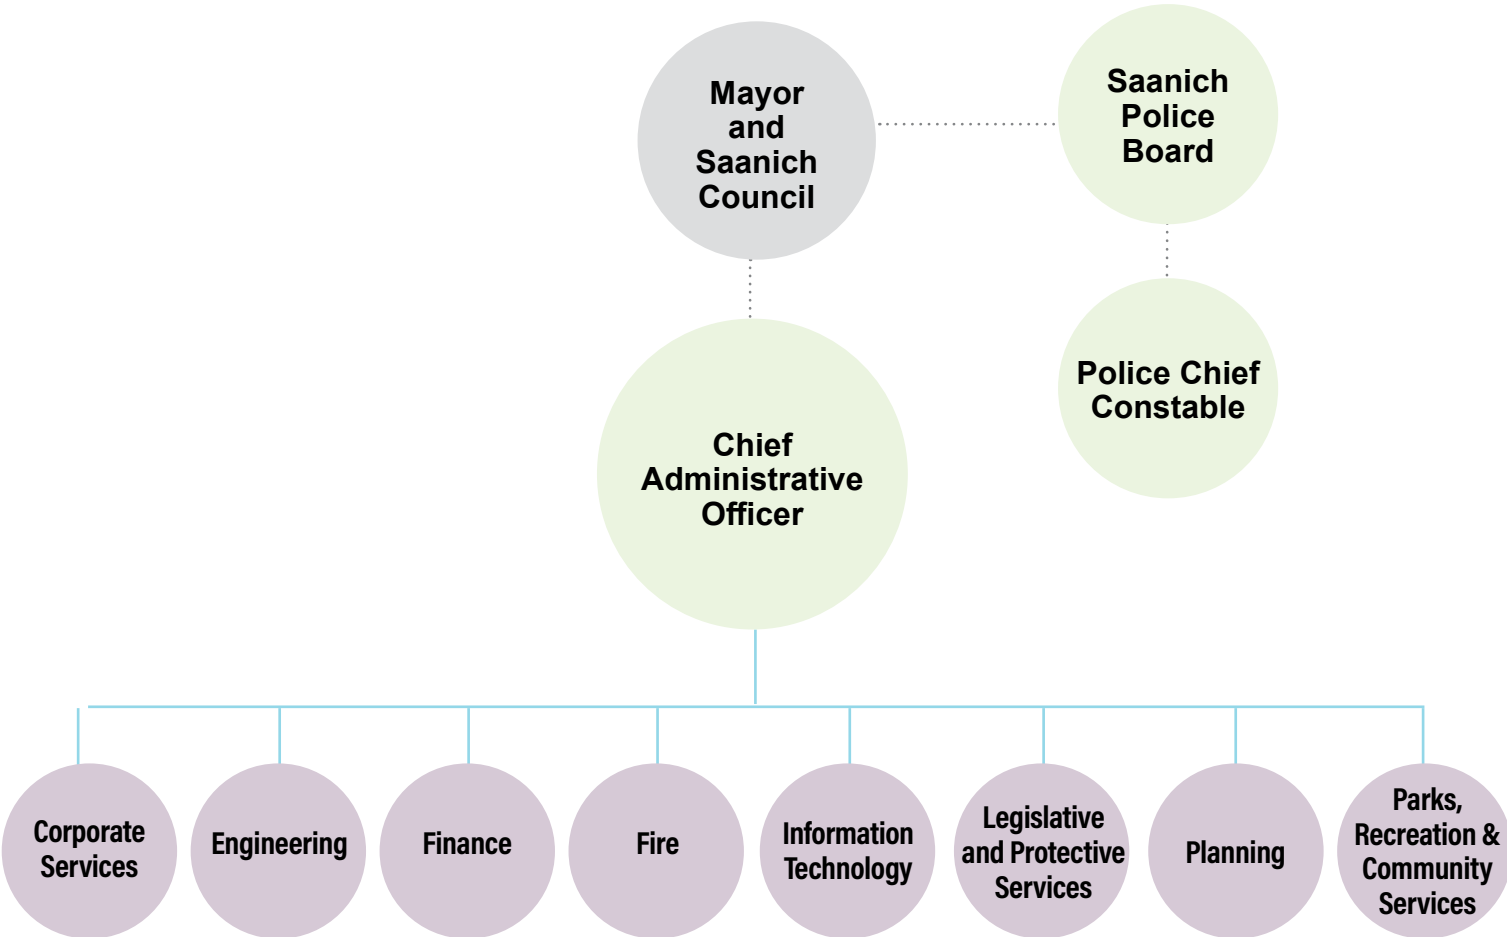 Mayor
and
Saanich
Council
Saanich
Police
Board
Police Chief
Constable
Chief
Administrative
Officer
Corporate
Services
Engineering
Finance
Fire
Information
Technology
Legislative
and Protective
Services
Planning
Parks,
Recreation &
Community
Services